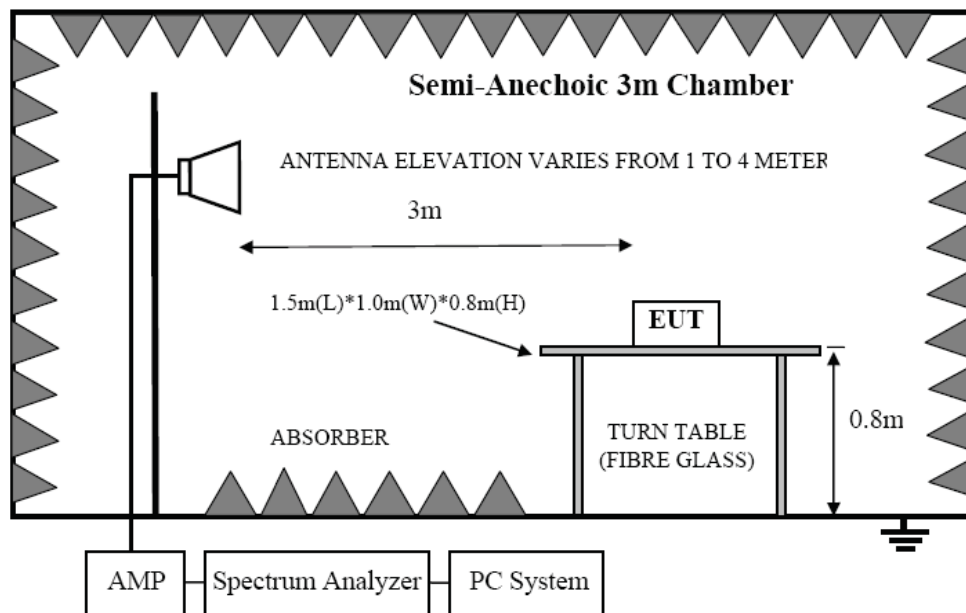 Semi-Anechoic 3m Chamber
ANTENNA ELEVATION VARIES FROM 1 TO 4 METER
3m
1.5m(L)*1.0m(W)*0.8m(H)
EUT
0.8m
ABSORBER
TURN TABLE
(FIBRE GLASS)
AMP
Spectrum Analyzer
PC System